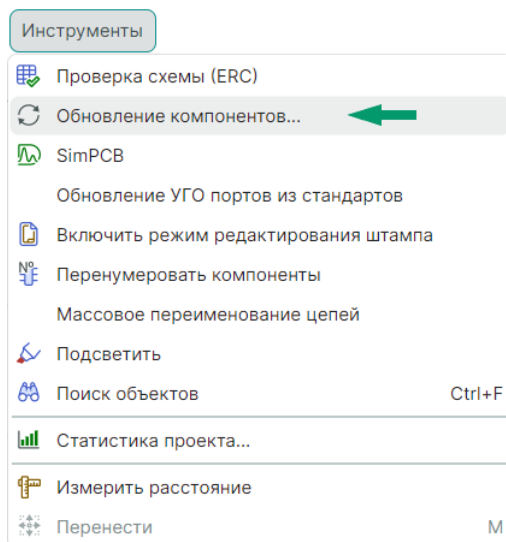 Инструменты
Проверка схемы (ERC)
Обновление компонентов...
SimPCB
Обновление УГО портов из стандартов
Включить режим редактирования штампа
Nº
Перенумеровать компоненты
Массовое переименование цепей
Подсветить
Поиск объектов Ctrl+F
Статистика проекта...
Измерить расстояние
Перенести M